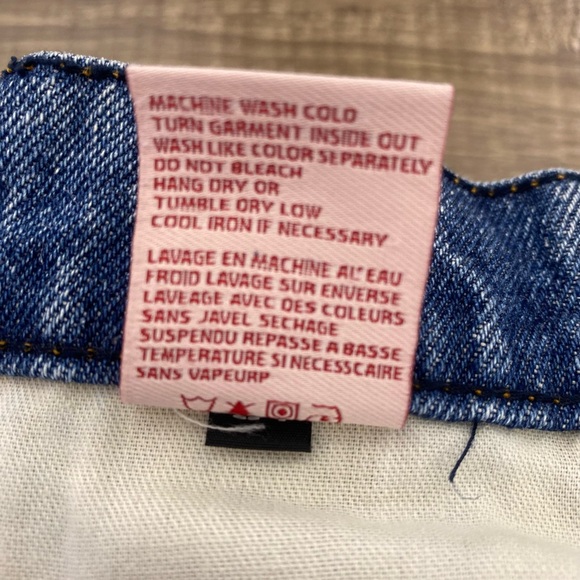 MACHINE WASH COLD
TURN GARMENT INSIDE OUT
WASH LIKE COLOR SEPARATELY
DO NOT BLEACH
HANG DRY OR
TUMBLE DRY LOW
COOL IRON IF NECESSARY
LAVAGE EN MACHINE AL'EAU
FROID LAVAGE SUR ENVERSE
LAVEAGE AVEC DES COLEURS
SANS JAVEL SECHAGE
SUSPENDU REPASSE A BASSE
TEMPERATURE SI NECESSCAIRE
SANS VAPEURP